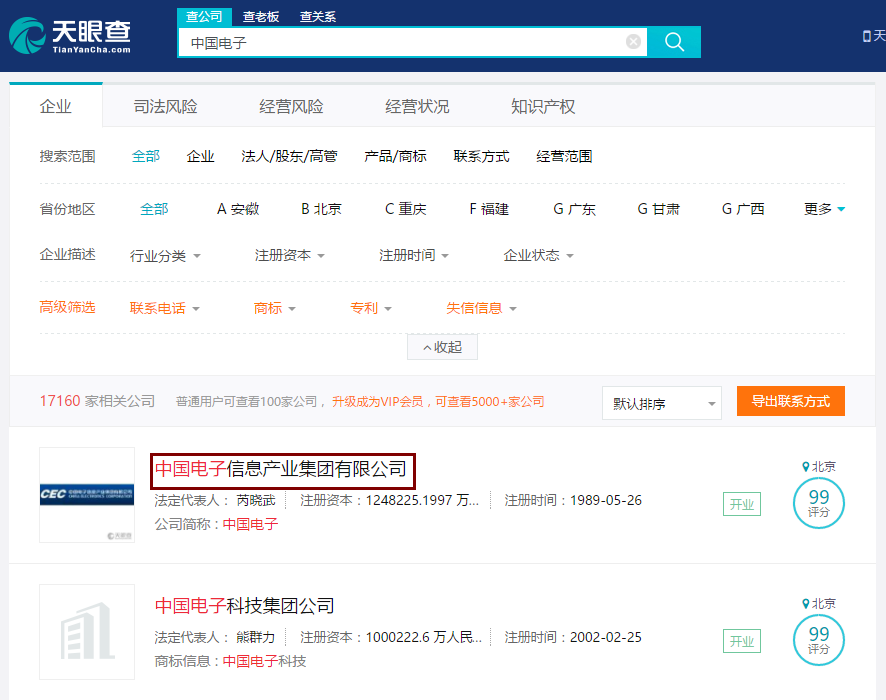 天眼查
TianYanCha.com
查公司 查老板 查关系
中国电子
天
企业 司法风险 经营风险 经营状况 知识产权
搜索范围 全部 企业 法人/股东/高管 产品/商标 联系方式 经营范围
省份地区 全部 A 安徽 B 北京 C 重庆 F 福建 G 广东 G 甘肃 G 广西 更多
企业描述 行业分类 注册资本 注册时间 企业状态
高级筛选 联系电话 商标 专利 失信信息
收起
17160 家相关公司 普通用户可查看100家公司，升级成为VIP会员，可查看5000+家公司 默认排序 导出联系方式
中国电子信息产业集团有限公司 北京
CEC 法定代表人： 芮晓武 注册资本：1248225.1997 万... 注册时间：1989-05-26 开业 99
公司简称：中国电子 评分
天眼查
中国电子科技集团公司 北京
法定代表人： 熊群力 注册资本：1000222.6 万人民... 注册时间：2002-02-25 开业 99
商标信息：中国电子科技 评分